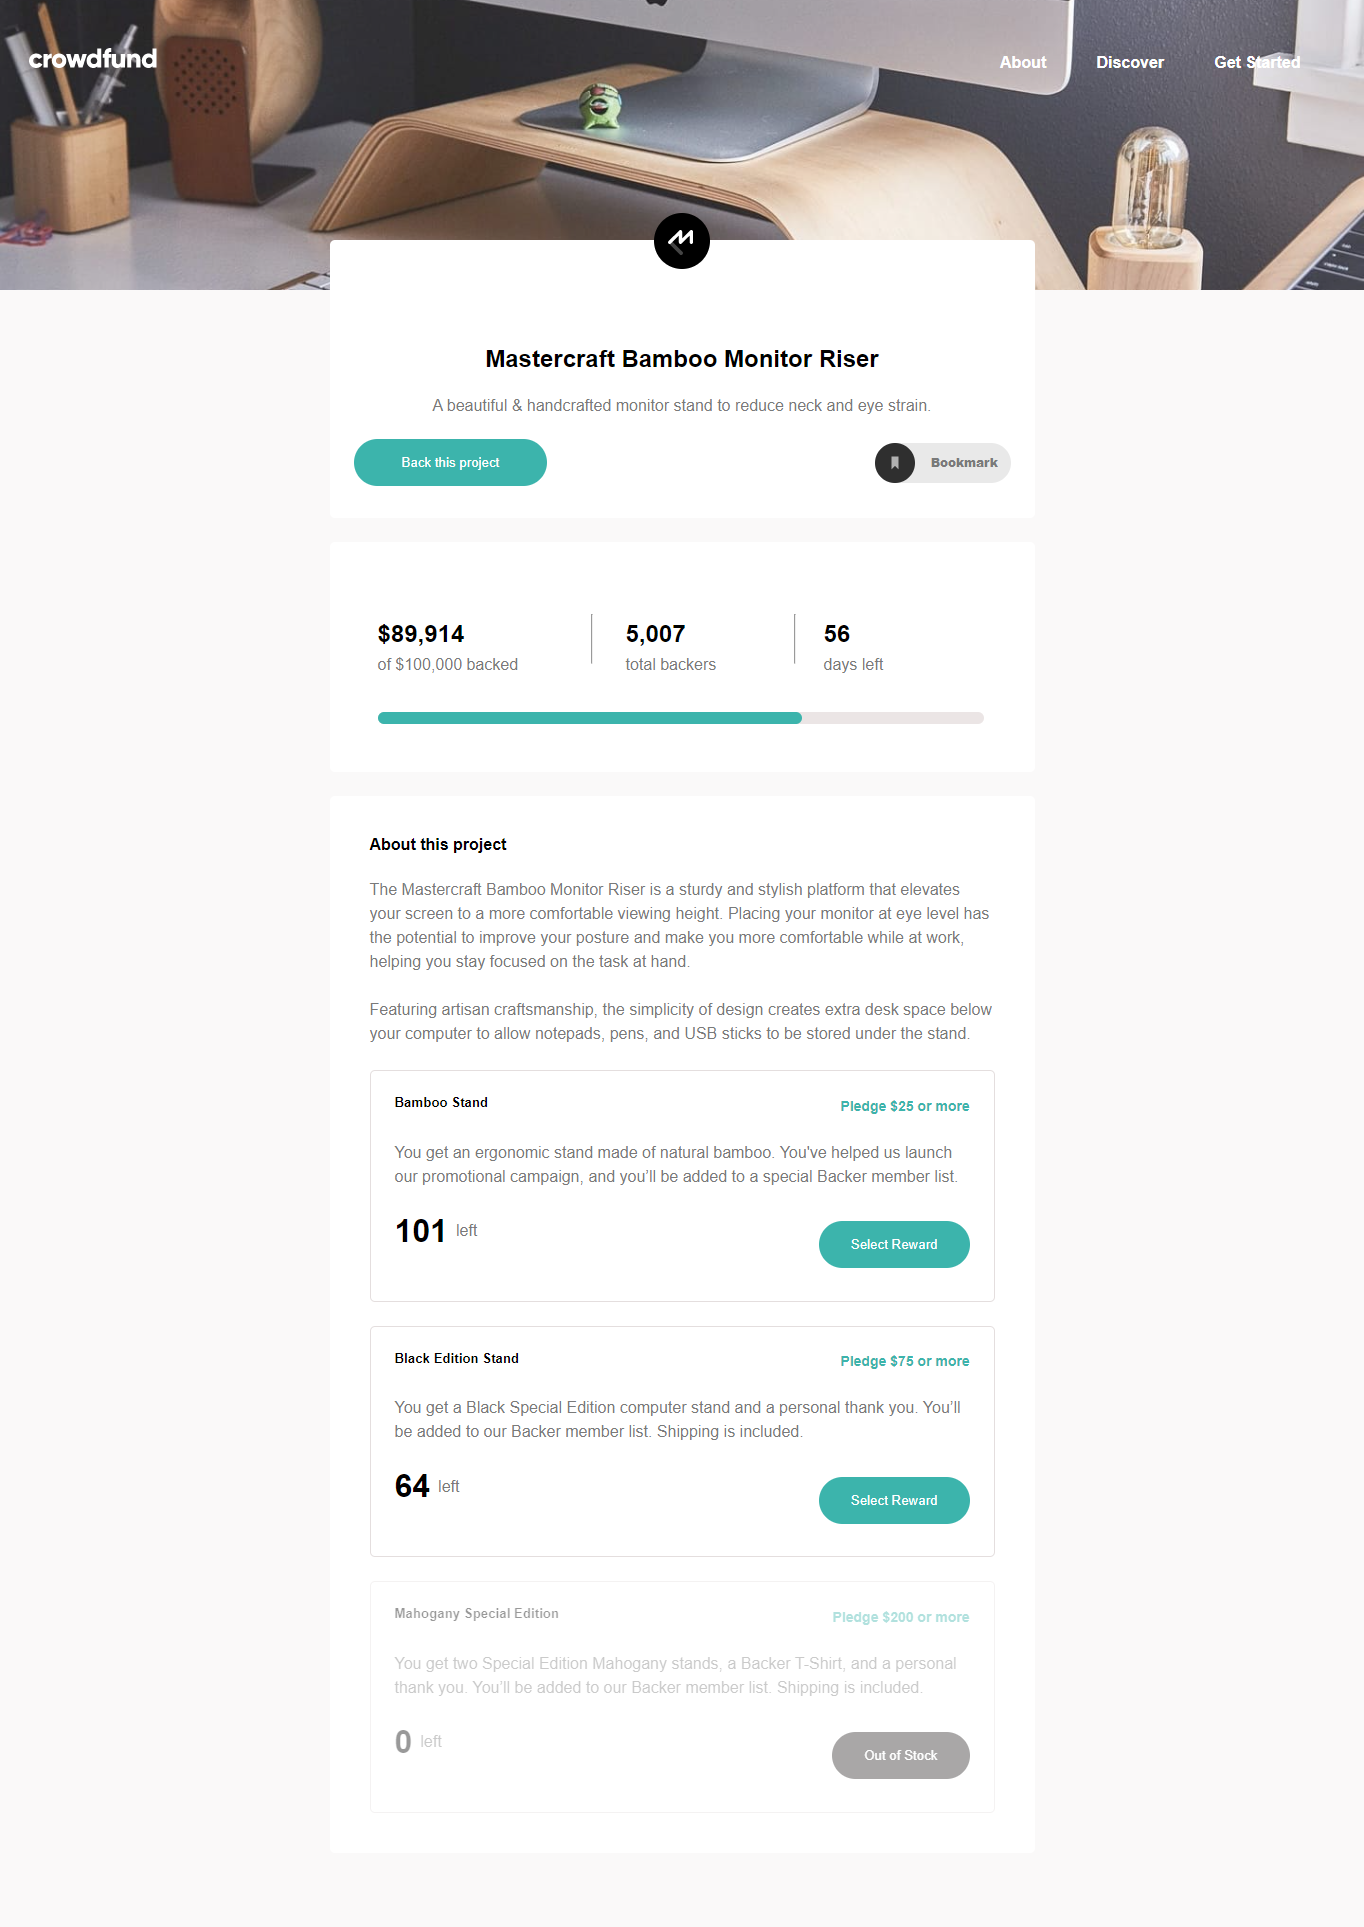 crowdfund
About
Discover
Get Started
Mastercraft Bamboo Monitor Riser
A beautiful & handcrafted monitor stand to reduce neck and eye strain.
Back this project
Bookmark
$89,914
of $100,000 backed
5,007
total backers
56
days left
About this project
The Mastercraft Bamboo Monitor Riser is a sturdy and stylish platform that elevates
your screen to a more comfortable viewing height. Placing your monitor at eye level has
the potential to improve your posture and make you more comfortable while at work,
helping you stay focused on the task at hand.
Featuring artisan craftsmanship, the simplicity of design creates extra desk space below
your computer to allow notepads, pens, and USB sticks to be stored under the stand.
Bamboo Stand
Pledge $25 or more
You get an ergonomic stand made of natural bamboo. You've helped us launch
our promotional campaign, and you’ll be added to a special Backer member list.
101 left
Select Reward
Black Edition Stand
Pledge $75 or more
You get a Black Special Edition computer stand and a personal thank you. You’ll
be added to our Backer member list. Shipping is included.
64 left
Select Reward
Mahogany Special Edition
Pledge $200 or more
You get two Special Edition Mahogany stands, a Backer T-Shirt, and a personal
thank you. You’ll be added to our Backer member list. Shipping is included.
0 left
Out of Stock